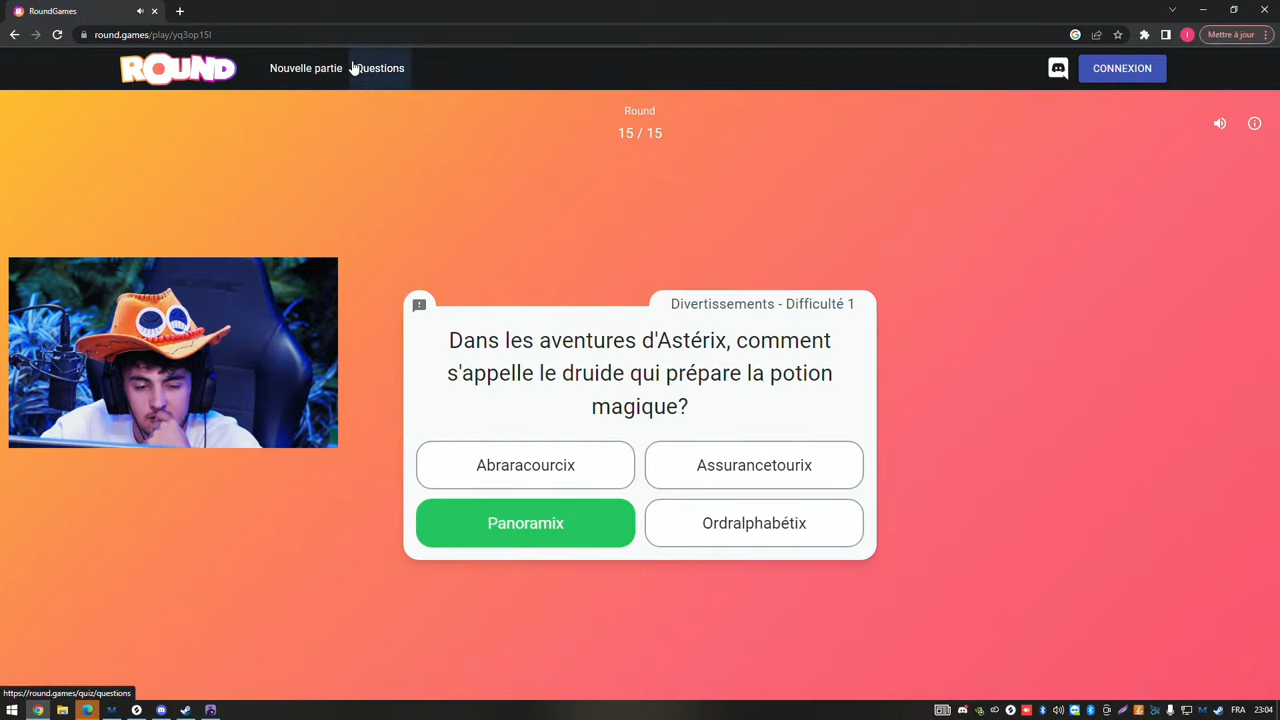 RoundGames
round.games/play/yq3op15l
Mettre à jour
ROUND
Nouvelle partie
Questions
CONNEXION
Round
15 / 15
Divertissements - Difficulté 1
Dans les aventures d'Astérix, comment
s'appelle le druide qui prépare la potion
magique?
Abraracourcix
Assurancetourix
Panoramix
Ordralphabétix
https://round.games/quiz/questions
FRA
23:04